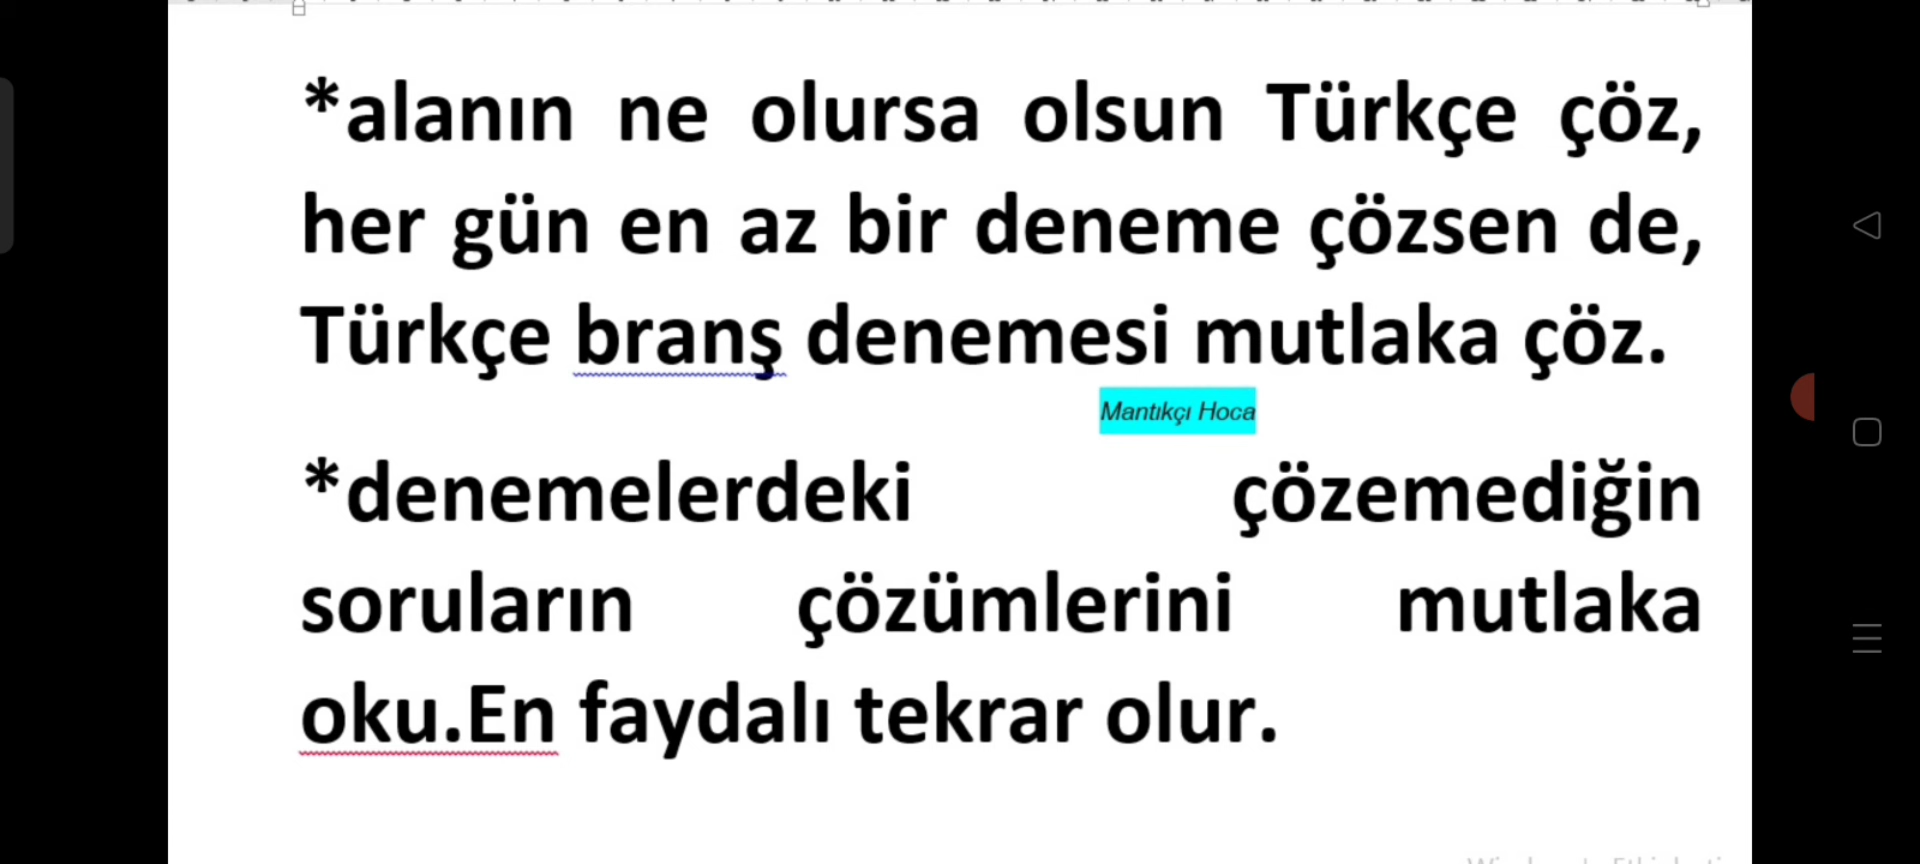 *alanın ne olursa olsun Türkçe çöz,
her gün en az bir deneme çözsen de,
Türkçe branş denemesi mutlaka çöz.
Mantıkçı Hoca
*denemelerdeki çözemediğin
soruların çözümlerini mutlaka
oku.En faydalı tekrar olur.